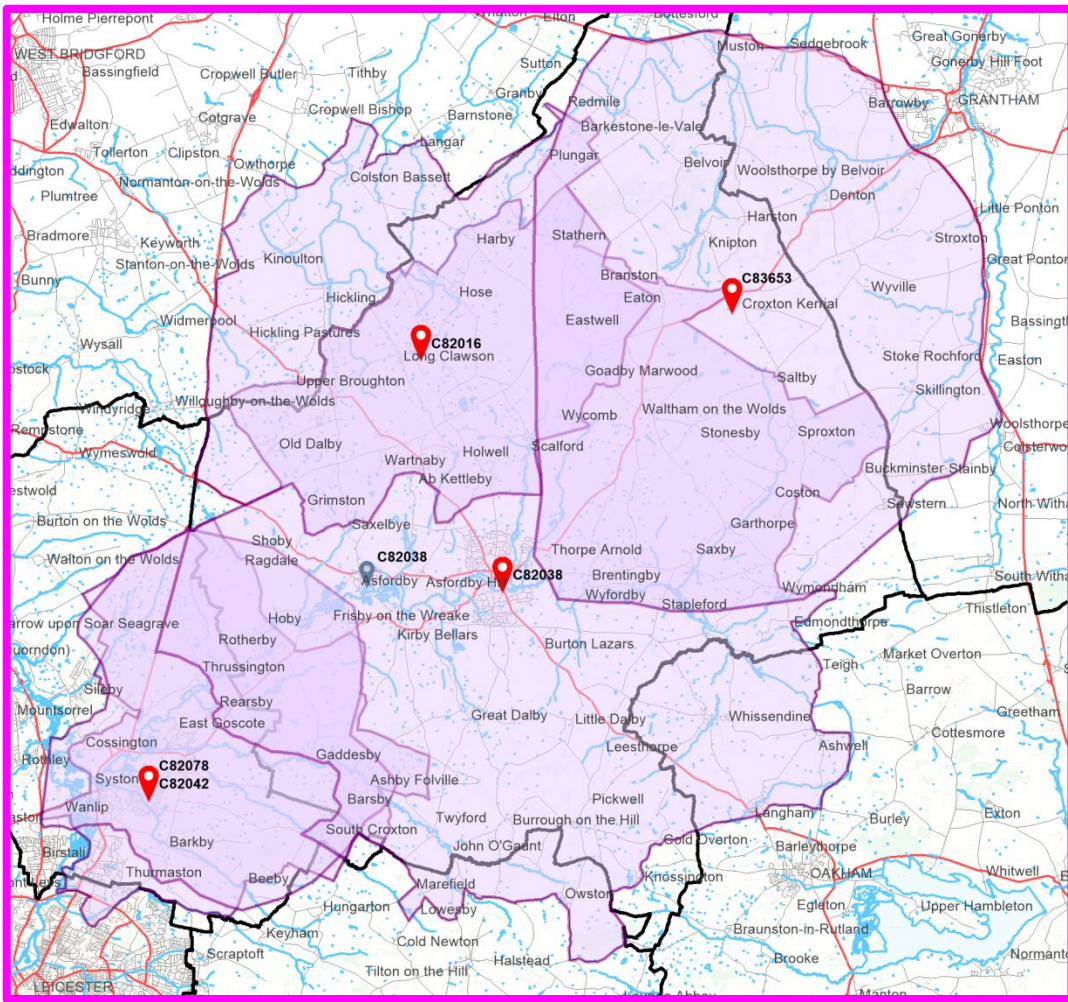 Holme Pierrepont
WEST BRIDGFORD
Bassingfield
Edwalton
Tollerton
Clipston
Cotgrave
Cropwell Butler
Tithby
Cropwell Bishop
Granby
Sutton
Barnstone
Elton
Bottesford
Muston
Sedgebrook
Great Gonerby
Gonerby Hill Foot
Barrowby
GRANTHAM
Redmile
Barkestone-le-Vale
Langar
Owthorpe
Normanton-on-the-Wolds
Plumtree
Colston Bassett
Plungar
Belvoir
Woolsthorpe by Belvoir
Denton
Harston
Little Ponton
Bradmore
Keyworth
Stanton-on-the-Wolds
Kinoulton
Harby
Stathern
Knipton
Stroxton
Great Ponton
Bunny
Branston
C83653
Croxton Kerrial
Wyville
Hickling
Hose
Eaton
Widmerpool
Hickling Pastures
Eastwell
Wysall
C82016
Long Clawson
Stoke Rochford
Easton
Upper Broughton
Goadby Marwood
Saltby
Skillington
Willoughby-on-the-Wolds
Windyridge
Rempstone
Wymeswold
Wycomb
Waltham on the Wolds
Stonesby
Sproxton
Woolsthorpe
Old Dalby
Holwell
Scalford
Wartnaby
Ab Kettleby
Buckminster
Stainby
Coston
Grimston
Sewstern
Burton on the Wolds
Saxelbye
Garthorpe
Walton on the Wolds
Shoby
Ragdale
C82038
Asfordby
Asfordby Hill
C82038
Thorpe Arnold
Saxby
Brentingby
Wyfordby
Wymondham
Stapleford
Thistleton
Seagrave
Hoby
Frisby on the Wreake
Kirby Bellars
Rotherby
Burton Lazars
Edmondthorpe
Teigh
Market Overton
Thrussington
Sileby
Mountsorrel
Rearsby
East Goscote
Great Dalby
Little Dalby
Whissendine
Barrow
Greetham
Cottesmore
Cossington
Rothley
Gaddesby
Leesthorpe
Ashwell
C82078
C82042
Syston
Ashby Folville
Barsby
Pickwell
Wanlip
Twyford
Burrough on the Hill
Langham
Burley
Exton
South Croxton
Barkby
John O'Gaunt
Cold Overton
Barleythorpe
Thurmaston
Beeby
Marefield
Owston
Knossington
OAKHAM
Whitwell
Hungarton
Lowesby
Egleton
Upper Hambleton
Keyham
Scraptoft
Cold Newton
Halstead
Braunston-in-Rutland
Tilton on the Hill
Brooke
LEICESTER
Manton